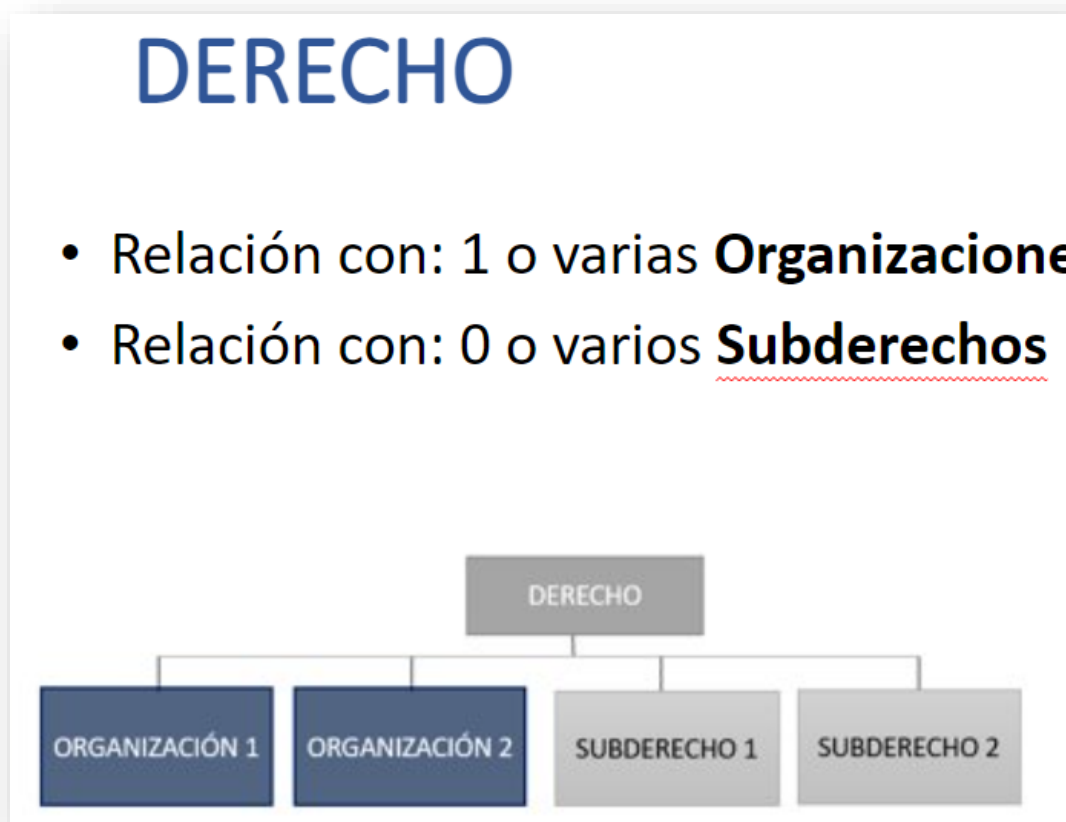 DERECHO
• Relación con: 1 o varias Organizacione
• Relación con: 0 o varios Subderechos
DERECHO
ORGANIZACIÓN 1 ORGANIZACIÓN 2 SUBDERECHO 1 SUBDERECHO 2